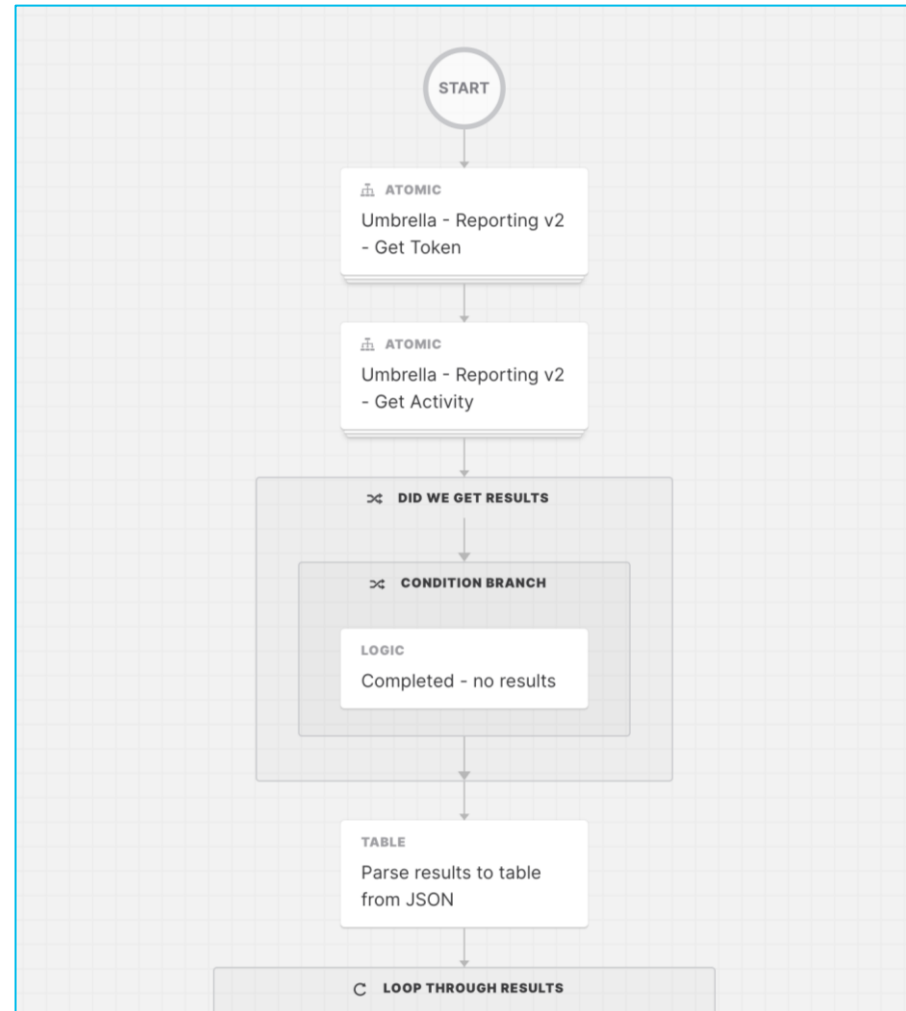 START
ATOMIC
Umbrella - Reporting v2
- Get Token
ATOMIC
Umbrella - Reporting v2
- Get Activity
DID WE GET RESULTS
CONDITION BRANCH
LOGIC
Completed - no results
TABLE
Parse results to table
from JSON
LOOP THROUGH RESULTS